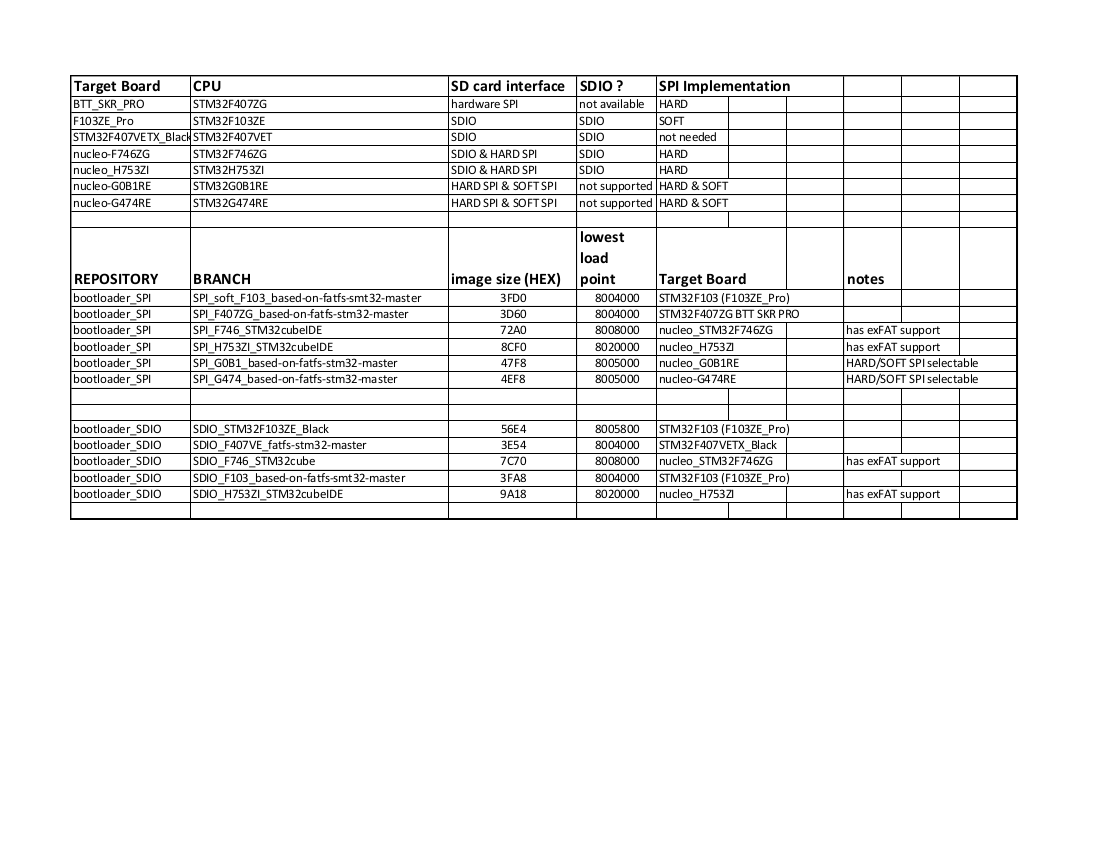 Target Board CPU SD card interface SDIO ? SPI Implementation
BTT_SKR_PRO STM32F407ZG hardware SPI not available HARD
F103ZE_Pro STM32F103ZE SDIO SDIO SOFT
STM32F407VETX_Black STM32F407VET SDIO SDIO not needed
nucleo-F746ZG STM32F746ZG SDIO & HARD SPI SDIO HARD
nucleo_H753ZI STM32H753ZI SDIO & HARD SPI SDIO HARD
nucleo-G0B1RE STM32G0B1RE HARD SPI & SOFT SPI not supported HARD & SOFT
nucleo-G474RE STM32G474RE HARD SPI & SOFT SPI not supported HARD & SOFT
lowest
load
REPOSITORY BRANCH image size (HEX) point Target Board notes
bootloader_SPI SPI_soft_F103_based-on-fatfs-smt32-master 3FD0 8004000 STM32F103 (F103ZE_Pro)
bootloader_SPI SPI_F407ZG_based-on-fatfs-stm32-master 3D60 8004000 STM32F407ZG BTT SKR PRO
bootloader_SPI SPI_F746_STM32cubeIDE 72A0 8008000 nucleo_STM32F746ZG has exFAT support
bootloader_SPI SPI_H753ZI_STM32cubeIDE 8CF0 8020000 nucleo_H753ZI has exFAT support
bootloader_SPI SPI_G0B1_based-on-fatfs-stm32-master 47F8 8005000 nucleo_G0B1RE HARD/SOFT SPI selectable
bootloader_SPI SPI_G474_based-on-fatfs-stm32-master 4EF8 8005000 nucleo-G474RE HARD/SOFT SPI selectable
bootloader_SDIO SDIO_STM32F103ZE_Black 56E4 8005800 STM32F103 (F103ZE_Pro)
bootloader_SDIO SDIO_F407VE_fatfs-stm32-master 3E54 8004000 STM32F407VETX_Black
bootloader_SDIO SDIO_F746_STM32cube 7C70 8008000 nucleo_STM32F746ZG has exFAT support
bootloader_SDIO SDIO_F103_based-on-fatfs-smt32-master 3FA8 8004000 STM32F103 (F103ZE_Pro)
bootloader_SDIO SDIO_H753ZI_STM32cubeIDE 9A18 8020000 nucleo_H753ZI has exFAT support